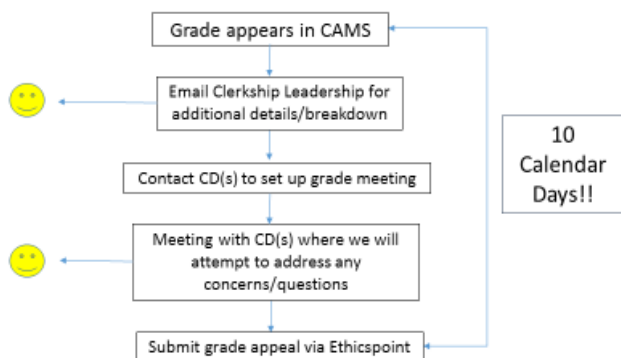 Grade appears in CAMS
Email Clerkship Leadership for
additional details/breakdown
10
Calendar
Days!!
Contact CD(s) to set up grade meeting
Meeting with CD(s) where we will
attempt to address any
concerns/questions
Submit grade appeal via Ethicspoint